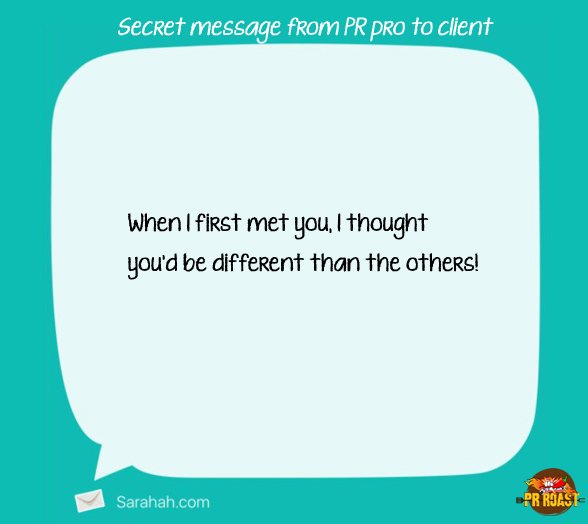 Secret message from PR pro to client
When I first met you, I thought
you'd be different than the others!
Sarahah.com
PR ROAST